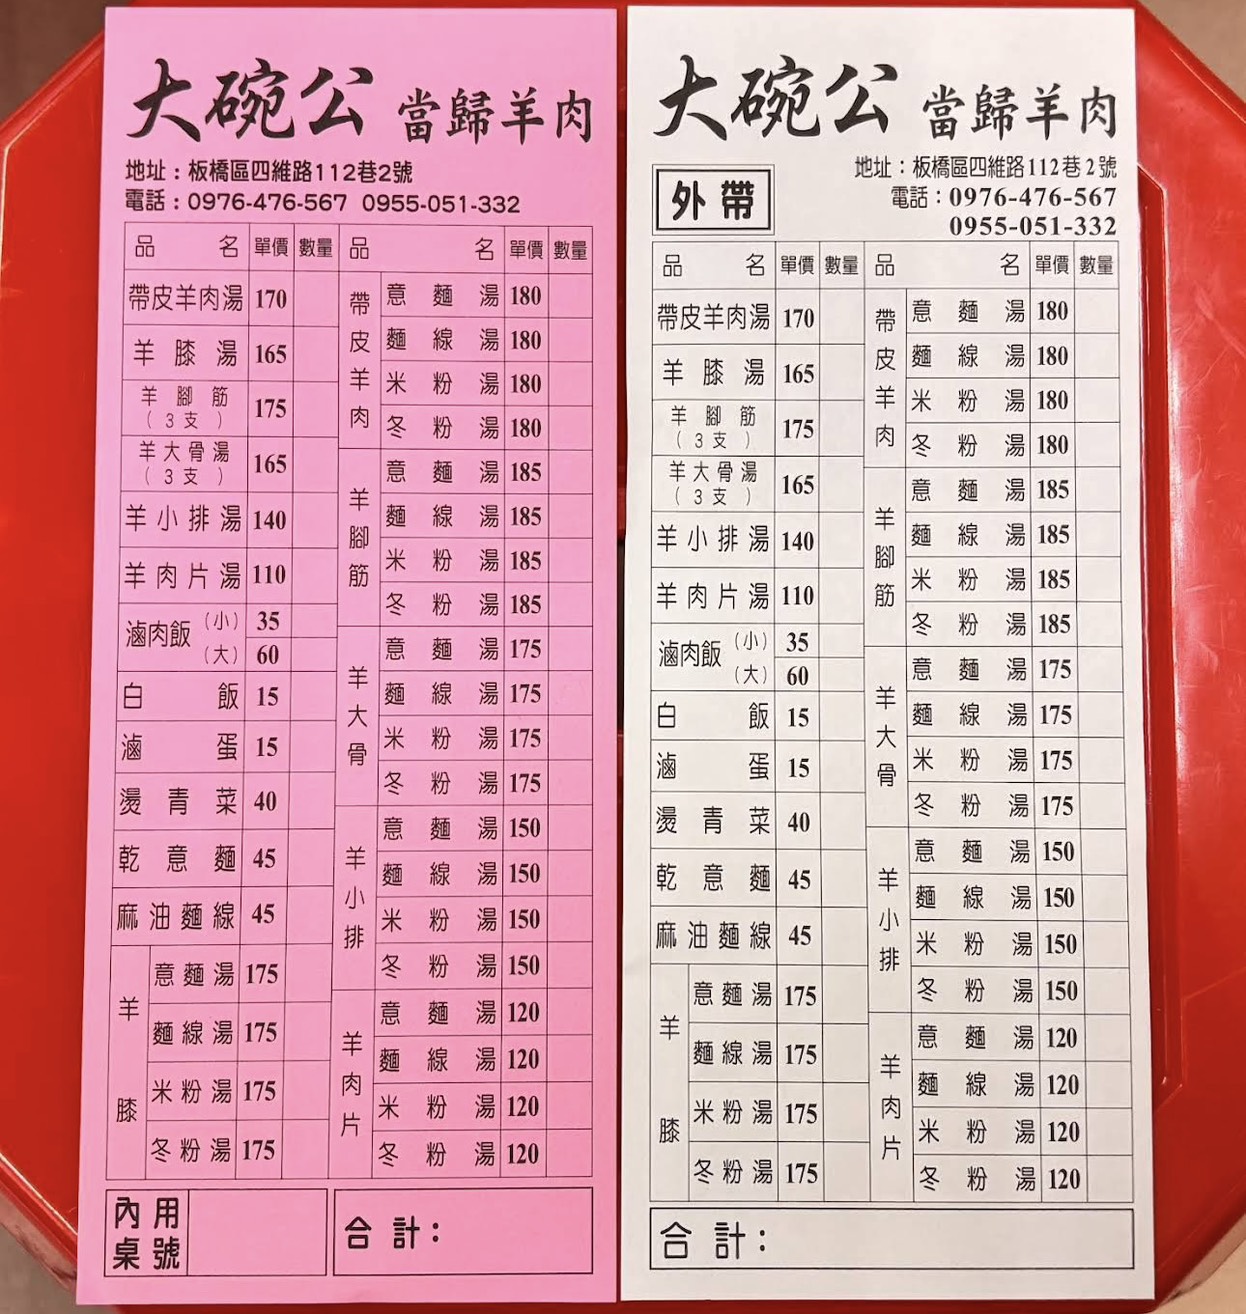 大碗公 當歸羊肉
地址：板橋區四維路112巷2號
電話：0976-476-567 0955-051-332
品名 單價 數量
帶皮羊肉湯 170
羊膝湯 165
羊腳筋（3支） 175
羊大骨湯（3支） 165
羊小排湯 140
羊肉片湯 110
滷肉飯（小） 35
（大） 60
白飯 15
滷蛋 15
燙青菜 40
乾意麵 45
麻油麵線 45
羊膝
意麵湯 175
麵線湯 175
米粉湯 175
冬粉湯 175
品名 單價 數量
帶皮羊肉
意麵湯 180
麵線湯 180
米粉湯 180
冬粉湯 180
羊腳筋
意麵湯 185
麵線湯 185
米粉湯 185
冬粉湯 185
羊大骨
意麵湯 175
麵線湯 175
米粉湯 175
冬粉湯 175
羊小排
意麵湯 150
麵線湯 150
米粉湯 150
冬粉湯 150
羊肉片
意麵湯 120
麵線湯 120
米粉湯 120
冬粉湯 120
內用桌號
合計：
大碗公 當歸羊肉
外帶
地址：板橋區四維路112巷2號
電話：0976-476-567
0955-051-332
品名 單價 數量
帶皮羊肉湯 170
羊膝湯 165
羊腳筋（3支） 175
羊大骨湯（3支） 165
羊小排湯 140
羊肉片湯 110
滷肉飯（小） 35
（大） 60
白飯 15
滷蛋 15
燙青菜 40
乾意麵 45
麻油麵線 45
羊膝
意麵湯 175
麵線湯 175
米粉湯 175
冬粉湯 175
品名 單價 數量
帶皮羊肉
意麵湯 180
麵線湯 180
米粉湯 180
冬粉湯 180
羊腳筋
意麵湯 185
麵線湯 185
米粉湯 185
冬粉湯 185
羊大骨
意麵湯 175
麵線湯 175
米粉湯 175
冬粉湯 175
羊小排
意麵湯 150
麵線湯 150
米粉湯 150
冬粉湯 150
羊肉片
意麵湯 120
麵線湯 120
米粉湯 120
冬粉湯 120
合計：